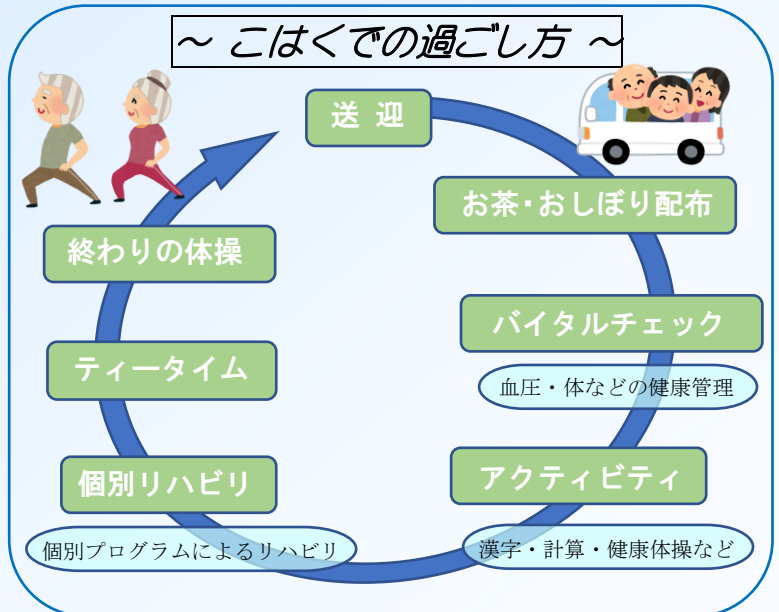 ～ こはくでの過ごし方 ～
送 迎
お茶・おしぼり配布
バイタルチェック
血圧・体などの健康管理
アクティビティ
漢字・計算・健康体操など
個別リハビリ
個別プログラムによるリハビリ
ティータイム
終わりの体操